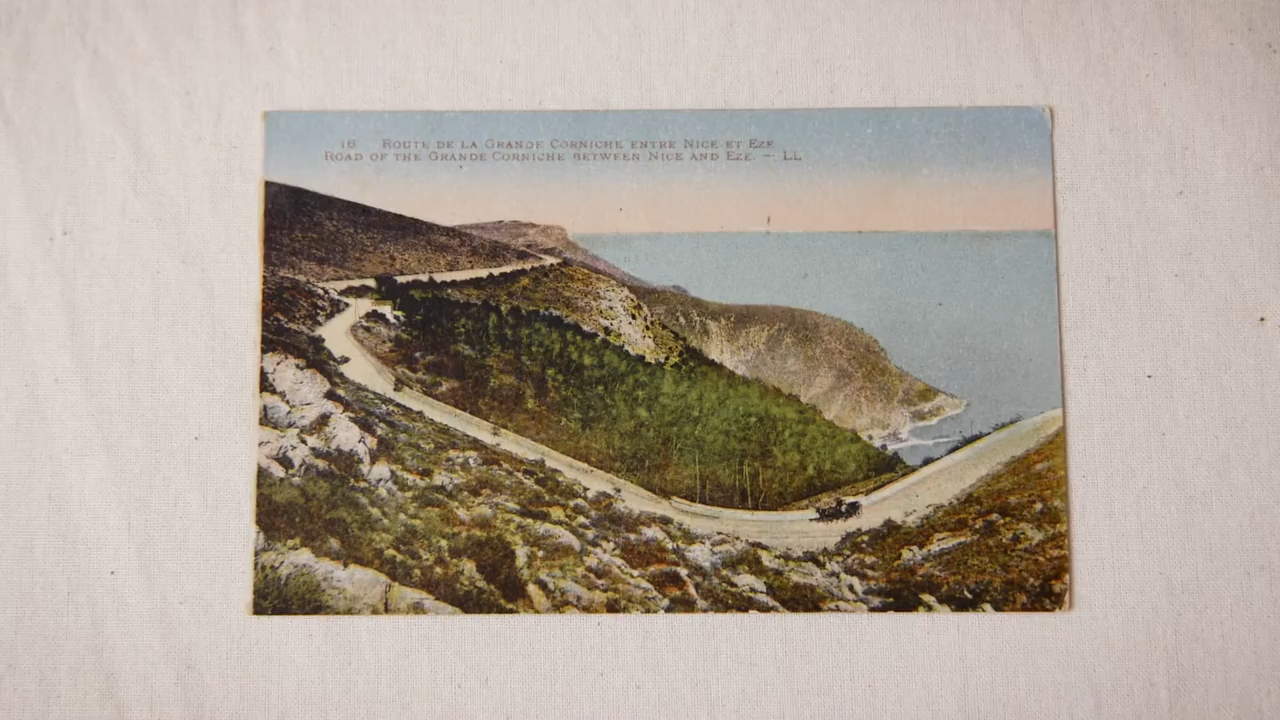 16 ROUTE DE LA GRANDE CORNICHE ENTRE NICE ET EZE
ROAD OF THE GRANDE CORNICHE BETWEEN NICE AND EZE. — LL